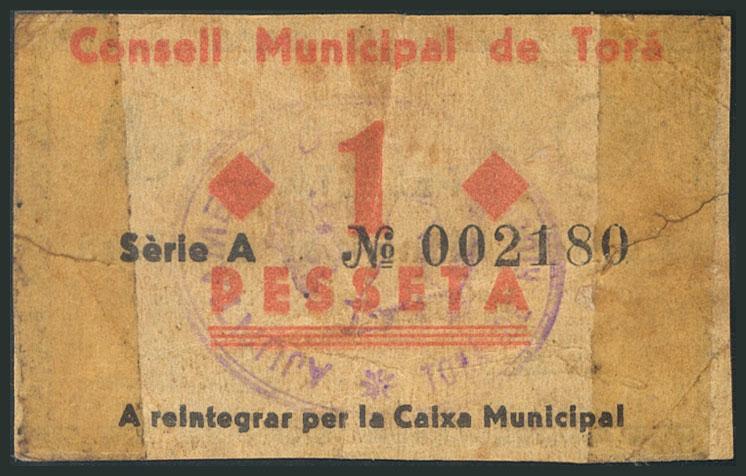 Consell Municipal de Torá
1
Sèrie A № 002180
PESSETA
A reintegrar per la Caixa Municipal